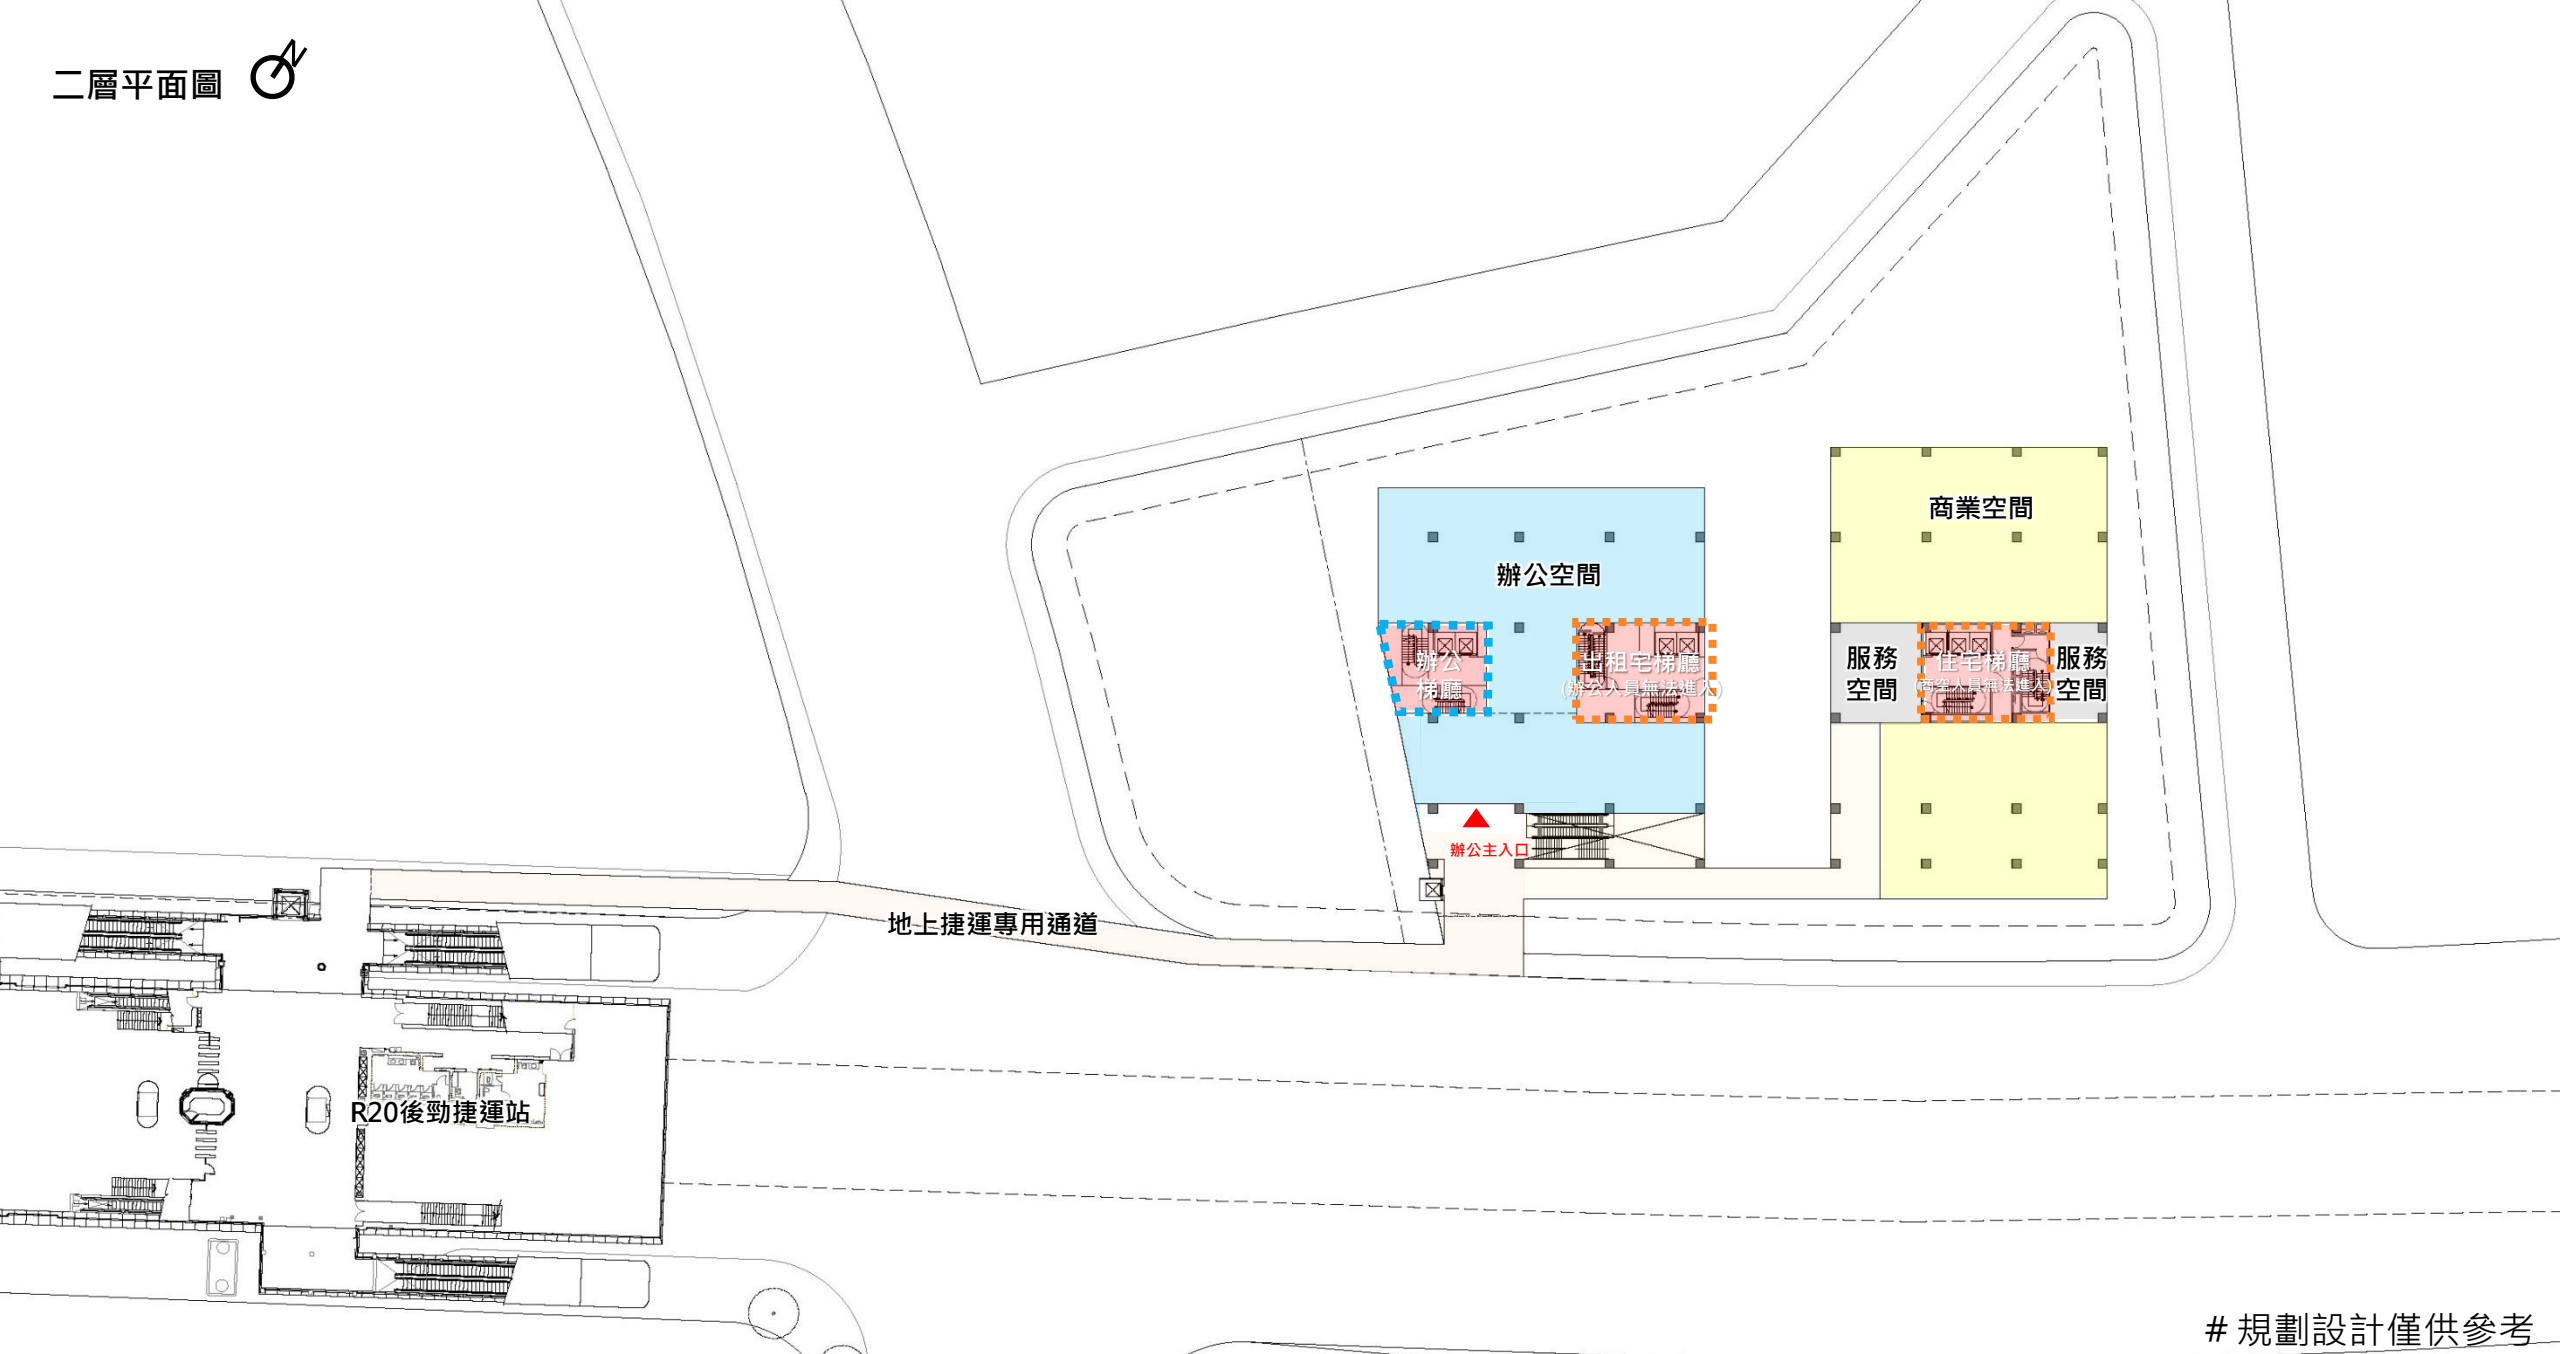 二層平面圖
N
商業空間
辦公空間
辦公
梯廳
出租宅梯廳
(辦公人員無法進入)
服務
空間
住宅梯廳
(商空人員無法進入)
服務
空間
辦公主入口
地上捷運專用通道
R20後勁捷運站
# 規劃設計僅供參考